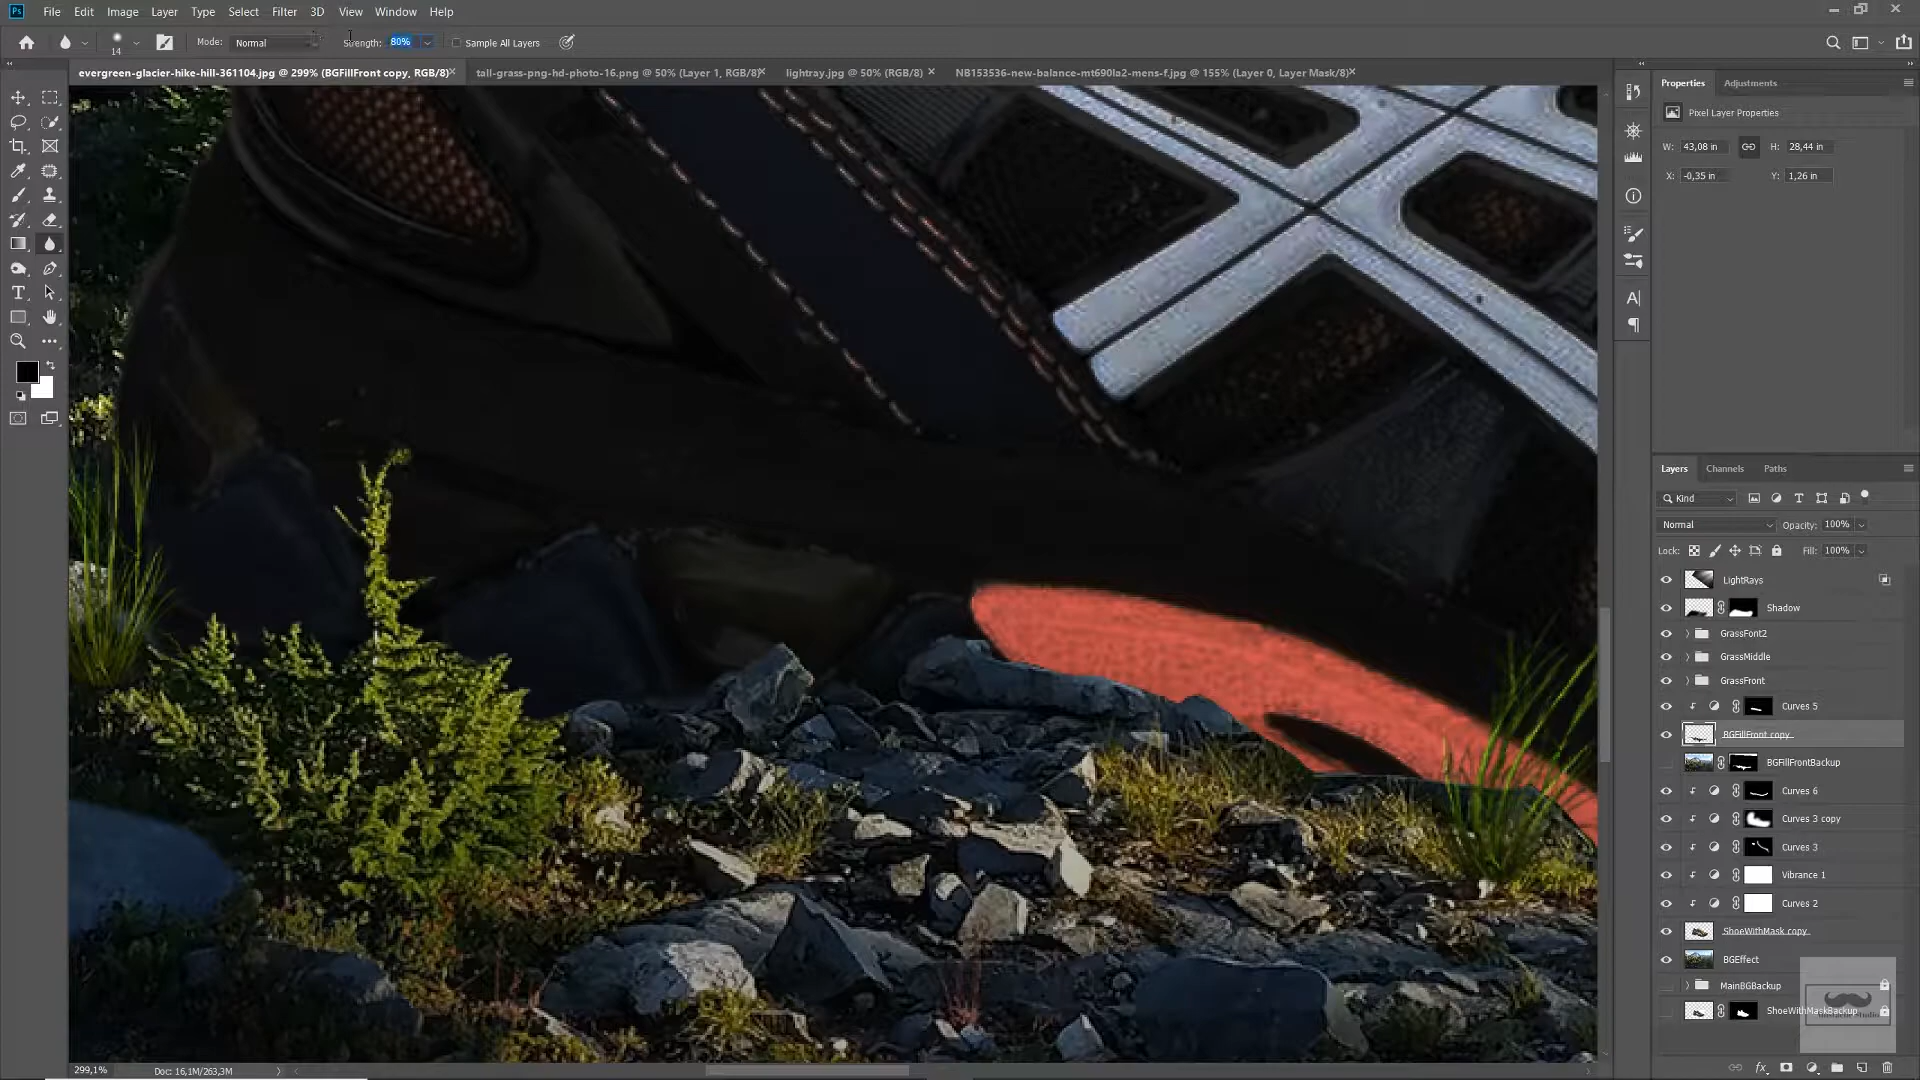 Ps File Edit Image Layer Type Select Filter 3D View Window Help
14 Mode: Normal Strength: 80% Sample All Layers
evergreen-glacier-hike-hill-361104.jpg @ 299% (BGFillFront copy, RGB/8) tall-grass-png-hd-photo-16.png @ 50% (Layer 1, RGB/8) lightray.jpg @ 50% (RGB/8) NB153536-new-balance-mt690la2-mens-f.jpg @ 155% (Layer 0, Layer Mask/8)
Properties Adjustments
Pixel Layer Properties
W: 43,08 in H: 28,44 in
X: -0,35 in Y: 1,26 in
Layers Channels Paths
Kind
Normal Opacity: 100%
Lock: Fill: 100%
LightRays
Shadow
GrassFont2
GrassMiddle
GrassFront
Curves 5
BGFillFront copy
BGFillFrontBackup
Curves 6
Curves 3 copy
Curves 3
Vibrance 1
Curves 2
ShoeWithMask copy
BGEffect
MainBGBackup
ShoeWithMaskBackup
299,1% Doc: 16,1M/263,3M